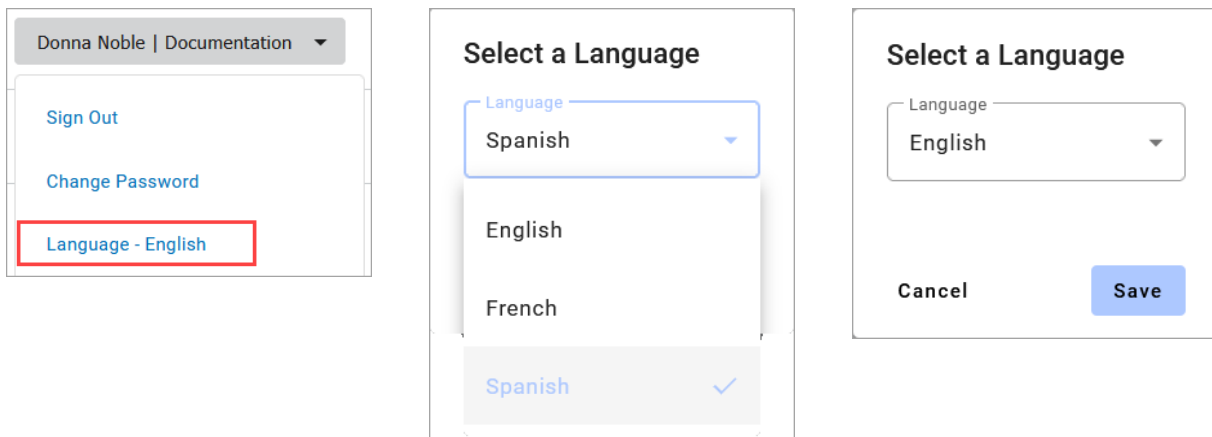 Donna Noble | Documentation
Sign Out
Change Password
Language - English
Select a Language
Language
Spanish
English
French
Spanish
Select a Language
Language
English
Cancel
Save